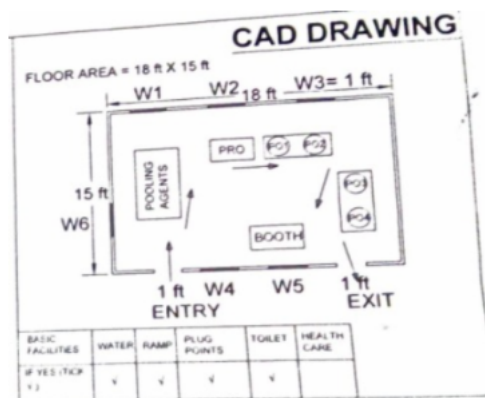 CAD DRAWING
FLOOR AREA = 18 ft X 15 ft
W1 W2 W3= 1 ft
18 ft
PRO PO1 PO2
POOLING
AGENTS
15 ft
PO3
W6
PO4
BOOTH
1 ft W4 W5 1 ft
ENTRY EXIT
BASIC
FACILITIES WATER RAMP PLUG
POINTS TOILET HEALTH
CARE
IF YES (TICK
√ ) √ √ √ √